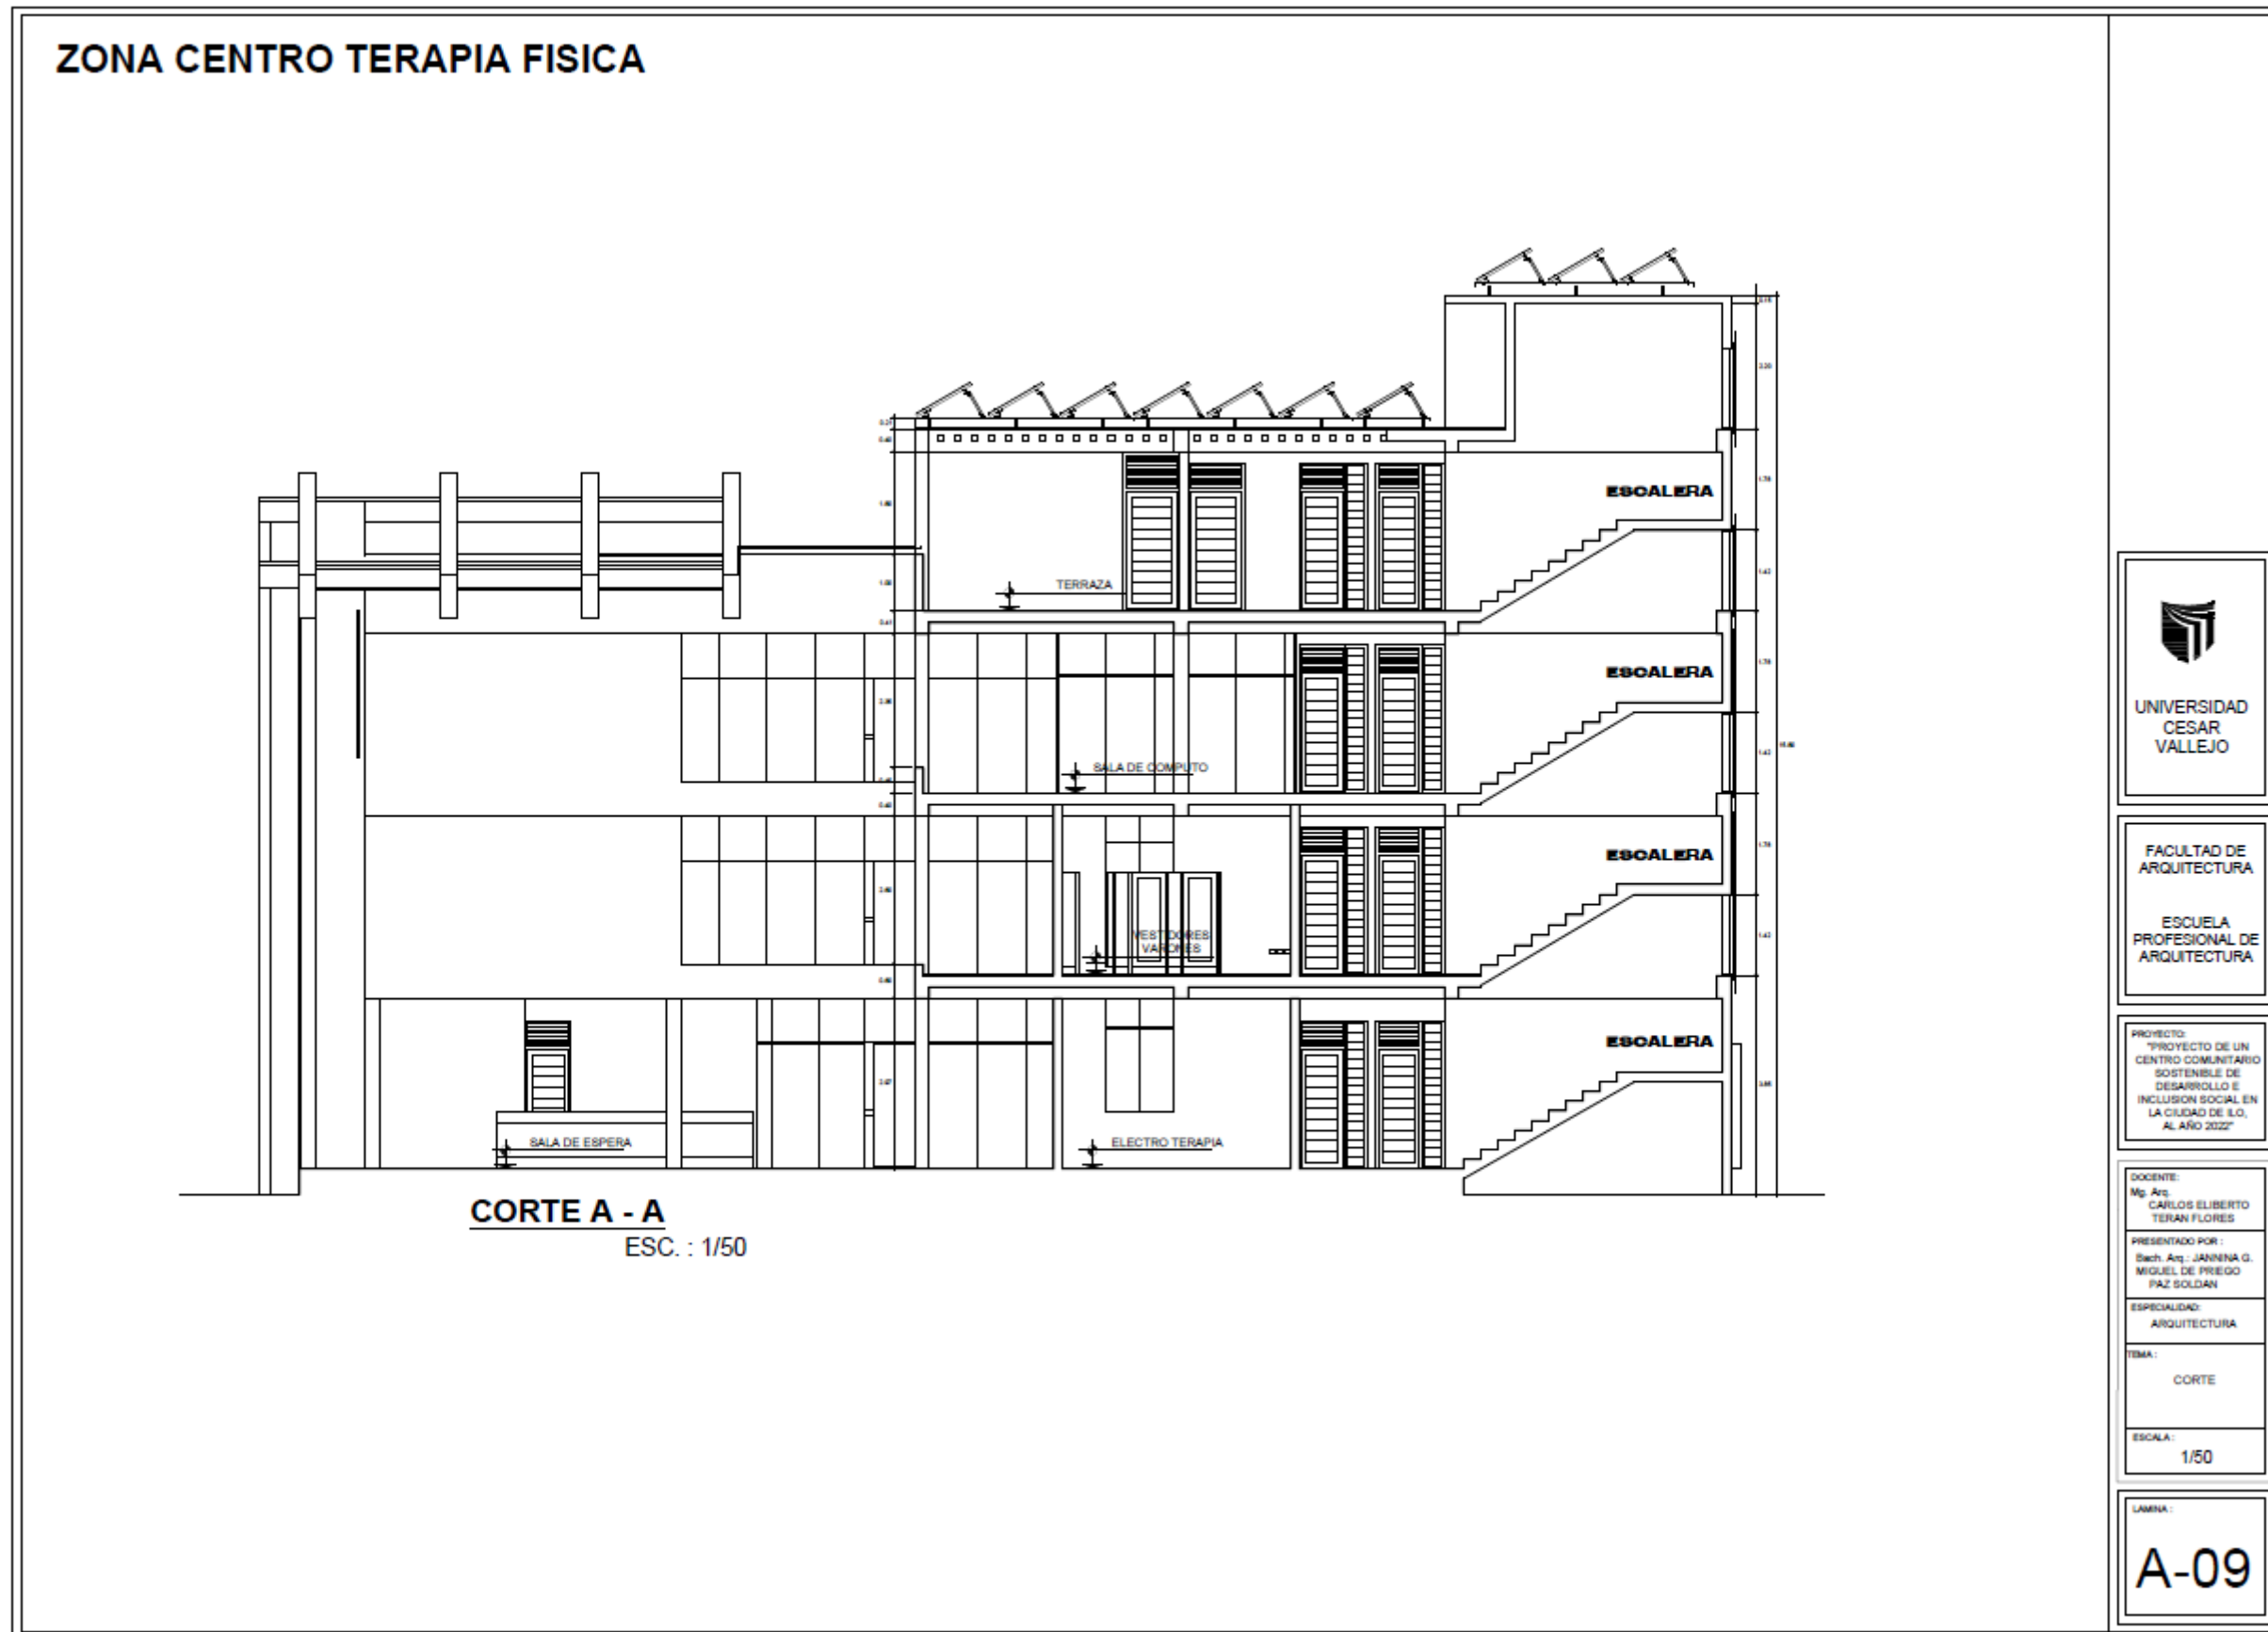 ZONA CENTRO TERAPIA FISICA
ESCALERA
TERRAZA
ESCALERA
SALA DE COMPUTO
ESCALERA
VESTIDORES
VARONES
ESCALERA
SALA DE ESPERA
ELECTRO TERAPIA
CORTE A - A
ESC. : 1/50
UNIVERSIDAD
CESAR
VALLEJO
FACULTAD DE
ARQUITECTURA
ESCUELA
PROFESIONAL DE
ARQUITECTURA
PROYECTO:
"PROYECTO DE UN
CENTRO COMUNITARIO
SOSTENIBLE DE
DESARROLLO E
INCLUSION SOCIAL EN
LA CIUDAD DE ILO,
AL AÑO 2022"
DOCENTE:
Mg. Arq.
CARLOS ELIBERTO
TERAN FLORES
PRESENTADO POR :
Bach. Arq.: JANNINA G.
MIGUEL DE PRIEGO
PAZ SOLDAN
ESPECIALIDAD:
ARQUITECTURA
TEMA :
CORTE
ESCALA :
1/50
LAMINA :
A-09